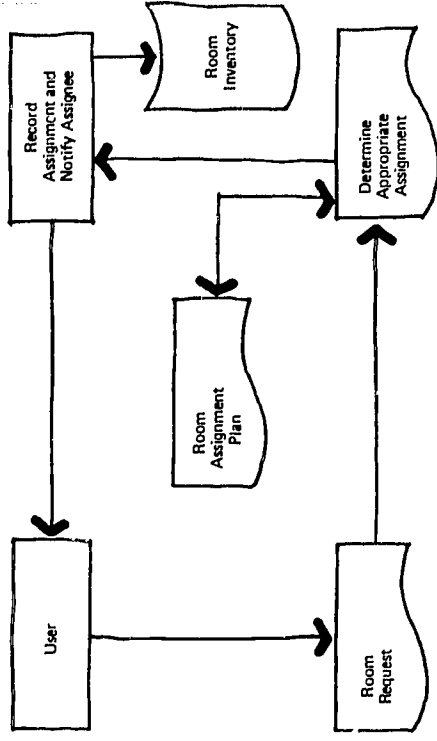 User
Record
Assignment and
Notify Assignee
Room
Inventory
Room
Assignment
Plan
Room
Request
Determine
Appropriate
Assignment